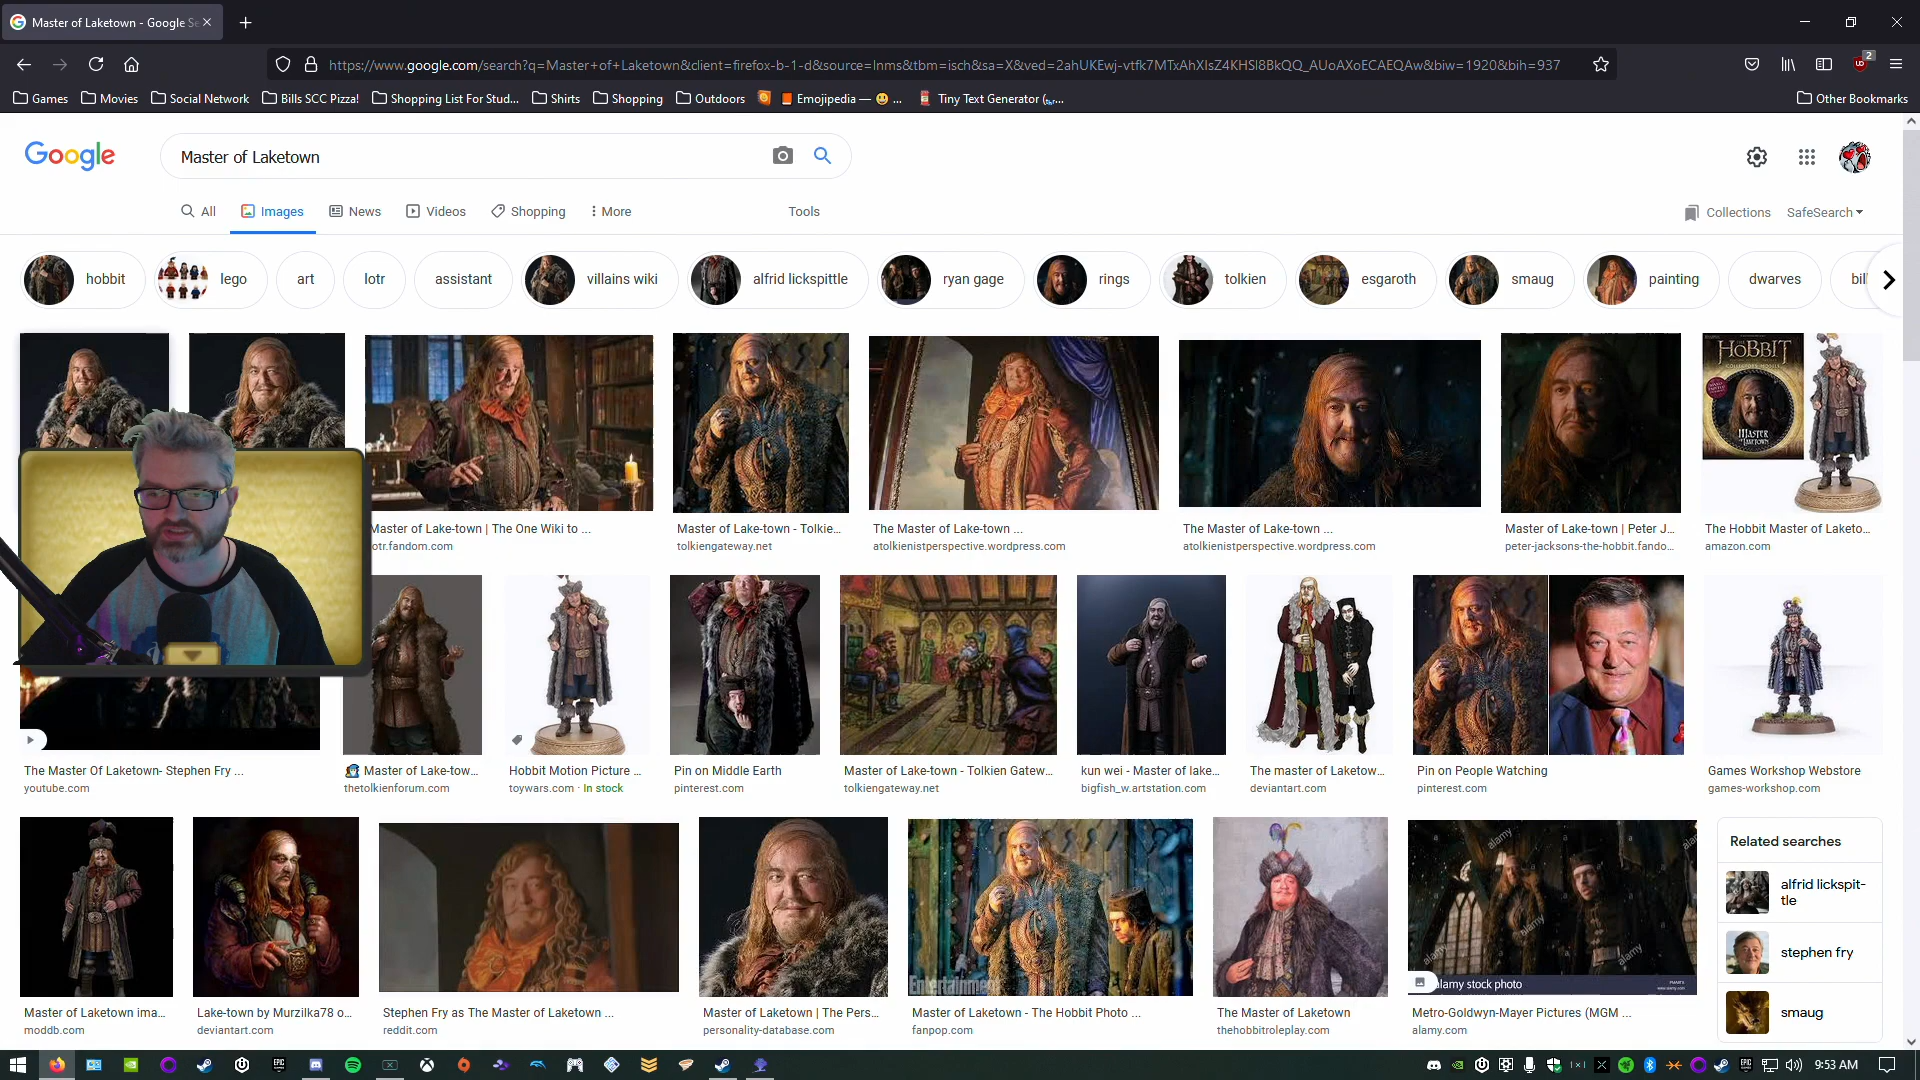 Master of Laketown - Google Se
https://www.google.com/search?q=Master+of+Laketown&client=firefox-b-1-d&source=lnms&tbm=isch&sa=X&ved=2ahUKEwj-vtfk7MTxAhXIsZ4KHSl8BkQQ_AUoAXoECAEQAw&biw=1920&bih=937
2
Games
Movies
Social Network
Bills SCC Pizza!
Shopping List For Stud...
Shirts
Shopping
Outdoors
Emojipedia — 😃 ...
Tiny Text Generator
Other Bookmarks
Google
Master of Laketown
All
Images
News
Videos
Shopping
More
Tools
Collections
SafeSearch
hobbit
lego
art
lotr
assistant
villains wiki
alfrid lickspittle
ryan gage
rings
tolkien
esgaroth
smaug
painting
dwarves
bil
THE HOBBIT
MASTER OF LAKETOWN
Master of Lake-town | The One Wiki to ...
otr.fandom.com
Master of Lake-town - Tolkie...
tolkiengateway.net
The Master of Lake-town ...
atolkienistperspective.wordpress.com
The Master of Lake-town ...
atolkienistperspective.wordpress.com
Master of Lake-town | Peter J...
peter-jacksons-the-hobbit.fando...
The Hobbit Master of Laketo...
amazon.com
The Master Of Laketown- Stephen Fry ...
youtube.com
Master of Lake-tow...
thetolkienforum.com
Hobbit Motion Picture ...
toywars.com · In stock
Pin on Middle Earth
pinterest.com
Master of Lake-town - Tolkien Gatew...
tolkiengateway.net
kun wei - Master of lake...
bigfish_w.artstation.com
The master of Laketow...
deviantart.com
Pin on People Watching
pinterest.com
Games Workshop Webstore
games-workshop.com
Entertainment
a
alamy
alamy stock photo
Master of Laketown ima...
moddb.com
Lake-town by Murzilka78 o...
deviantart.com
Stephen Fry as The Master of Laketown ...
reddit.com
Master of Laketown | The Pers...
personality-database.com
Master of Laketown - The Hobbit Photo ...
fanpop.com
The Master of Laketown
thehobbitroleplay.com
Metro-Goldwyn-Mayer Pictures (MGM ...
alamy.com
Related searches
alfrid lickspit-
tle
stephen fry
smaug
9:53 AM